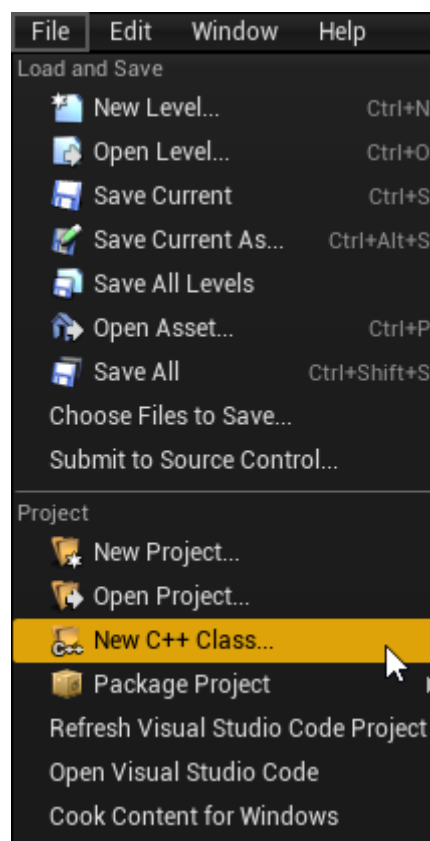 File Edit Window Help
Load and Save
New Level... Ctrl+N
Open Level... Ctrl+O
Save Current Ctrl+S
Save Current As... Ctrl+Alt+S
Save All Levels
Open Asset... Ctrl+P
Save All Ctrl+Shift+S
Choose Files to Save...
Submit to Source Control...
Project
New Project...
Open Project...
C++ New C++ Class...
Package Project
Refresh Visual Studio Code Project
Open Visual Studio Code
Cook Content for Windows